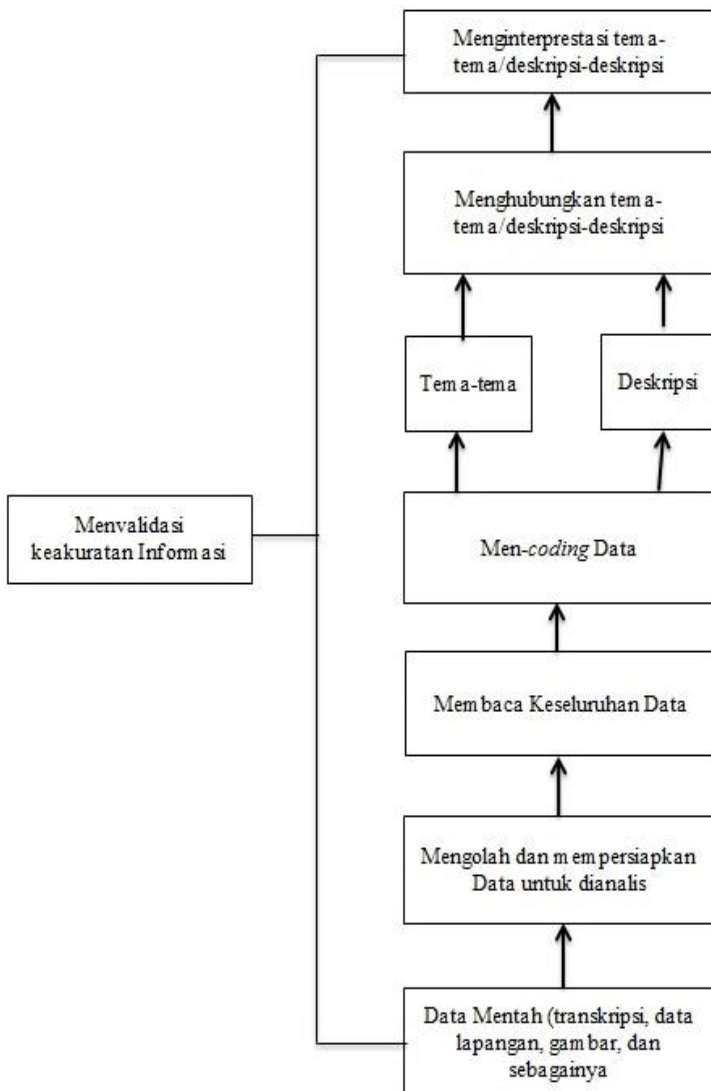 Menginterprestasi tema-
tema/deskripsi-deskripsi
Menghubungkan tema-
tema/deskripsi-deskripsi
Tema-tema
Deskripsi
Menvalidasi
keakuratan Informasi
Men-coding Data
Membaca Keseluruhan Data
Mengolah dan mempersiapkan
Data untuk dianalis
Data Mentah (transkripsi, data
lapangan, gambar, dan
sebagainya